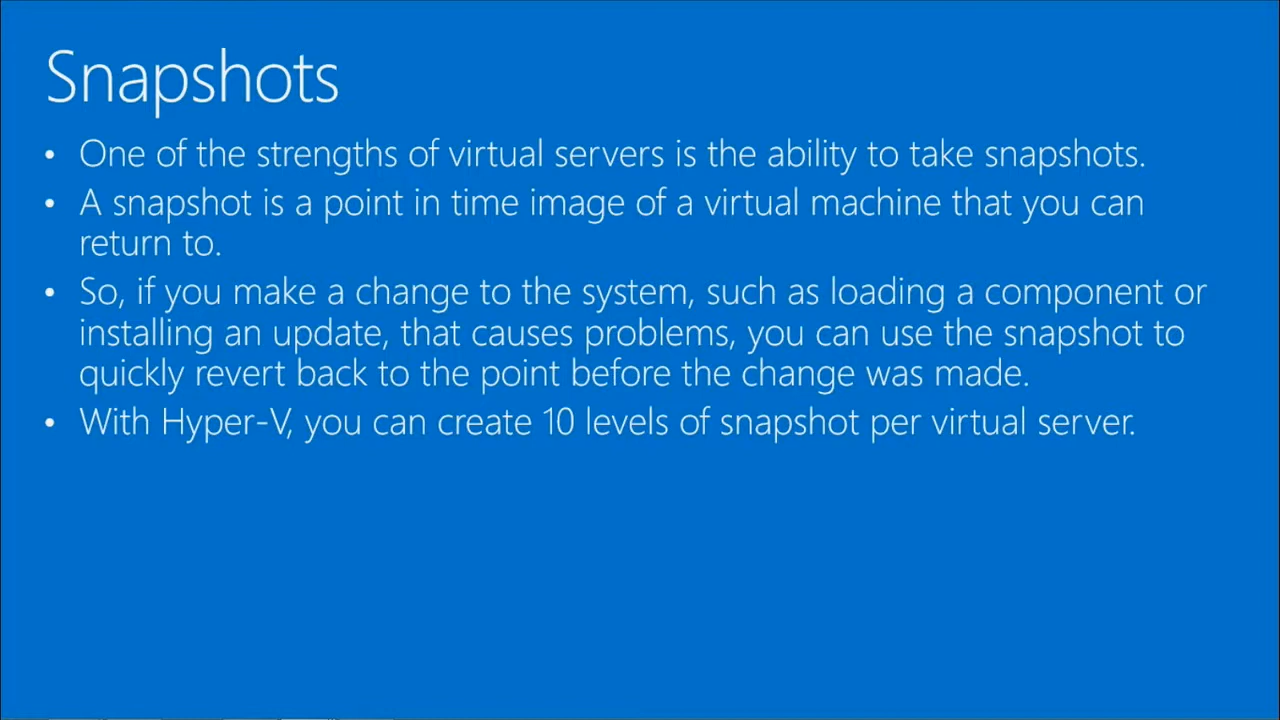 Snapshots
• One of the strengths of virtual servers is the ability to take snapshots.
• A snapshot is a point in time image of a virtual machine that you can
return to.
• So, if you make a change to the system, such as loading a component or
installing an update, that causes problems, you can use the snapshot to
quickly revert back to the point before the change was made.
• With Hyper-V, you can create 10 levels of snapshot per virtual server.